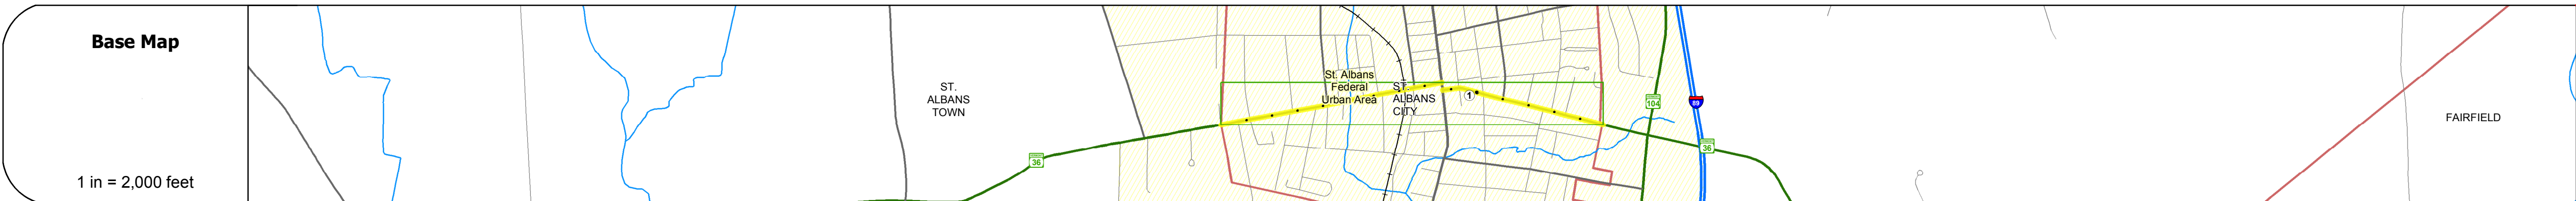 Base Map
1 in = 2,000 feet
ST.
ALBANS
TOWN
36
St. Albans
Federal
Urban Area
ST.
ALBANS
CITY
1
104
89
36
FAIRFIELD